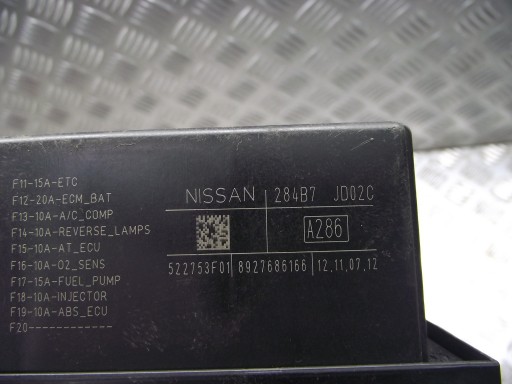 F11-15A-ETC
F12-20A-ECM_BAT
F13-10A-A/C_COMP
F14-10A-REVERSE_LAMPS
F15-10A-AT_ECU
F16-10A-O2_SENS
F17-15A-FUEL_PUMP
F18-10A-INJECTOR
F19-10A-ABS_ECU
F20------------
NISSAN 284B7 JD02C
A286
522753F01 8927686166 12,11,07,12